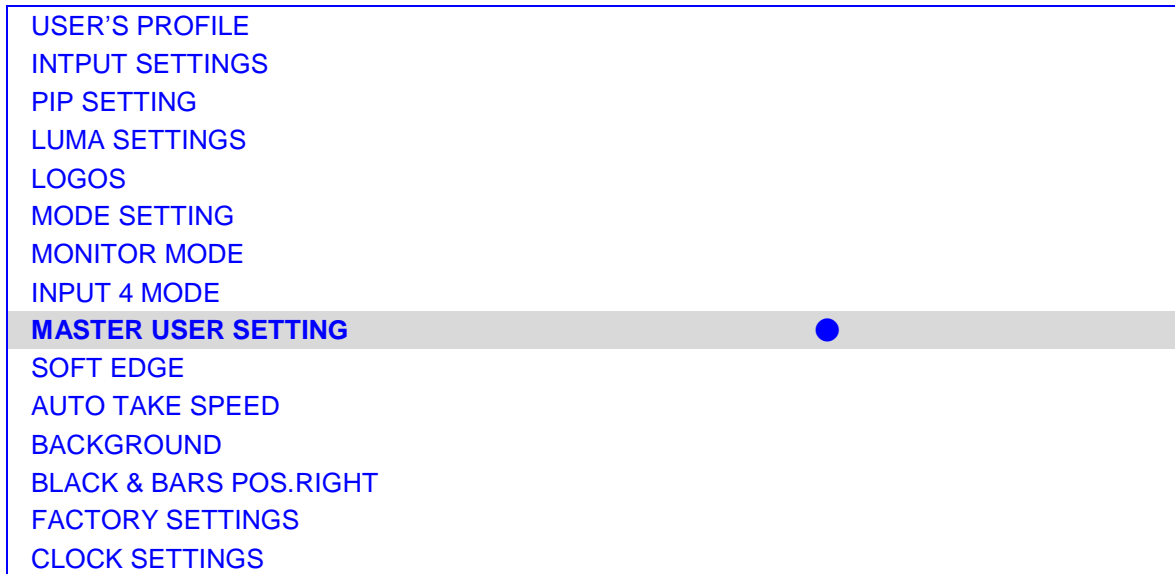 USER'S PROFILE
INTPUT SETTINGS
PIP SETTING
LUMA SETTINGS
LOGOS
MODE SETTING
MONITOR MODE
INPUT 4 MODE
MASTER USER SETTING
SOFT EDGE
AUTO TAKE SPEED
BACKGROUND
BLACK & BARS POS.RIGHT
FACTORY SETTINGS
CLOCK SETTINGS